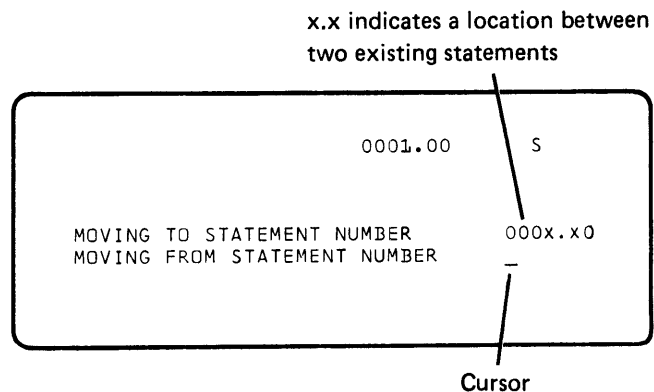 x.x indicates a location between
two existing statements
0001.00 S
MOVING TO STATEMENT NUMBER 000x.x0
MOVING FROM STATEMENT NUMBER _
Cursor